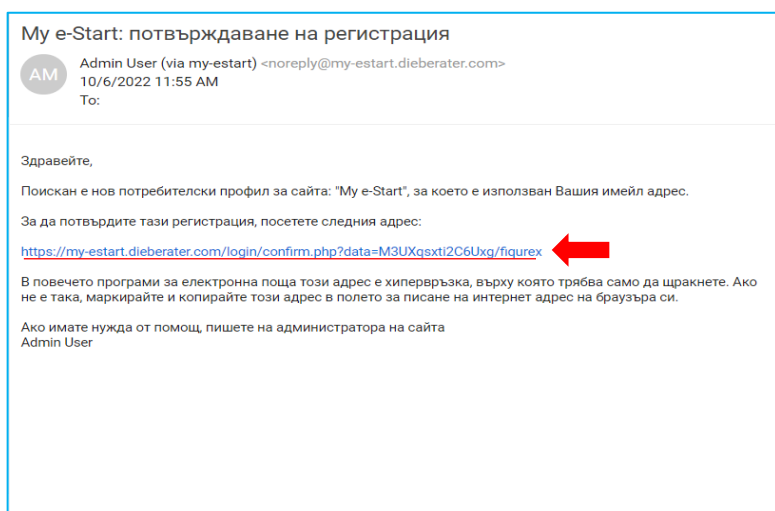 My e-Start: потвърждаване на регистрация
AM
Admin User (via my-estart) <noreply@my-estart.dieberater.com>
10/6/2022 11:55 AM
To:
Здравейте,
Поискан е нов потребителски профил за сайта: "My e-Start", за което е използван Вашия имейл адрес.
За да потвърдите тази регистрация, посетете следния адрес:
https://my-estart.dieberater.com/login/confirm.php?data=M3UXqsxti2C6Uxg/figurex
В повечето програми за електронна поща този адрес е хипервръзка, върху която трябва само да щракнете. Ако
не е така, маркирайте и копирайте този адрес в полето за писане на интернет адрес на браузъра си.
Ако имате нужда от помощ, пишете на администратора на сайта
Admin User